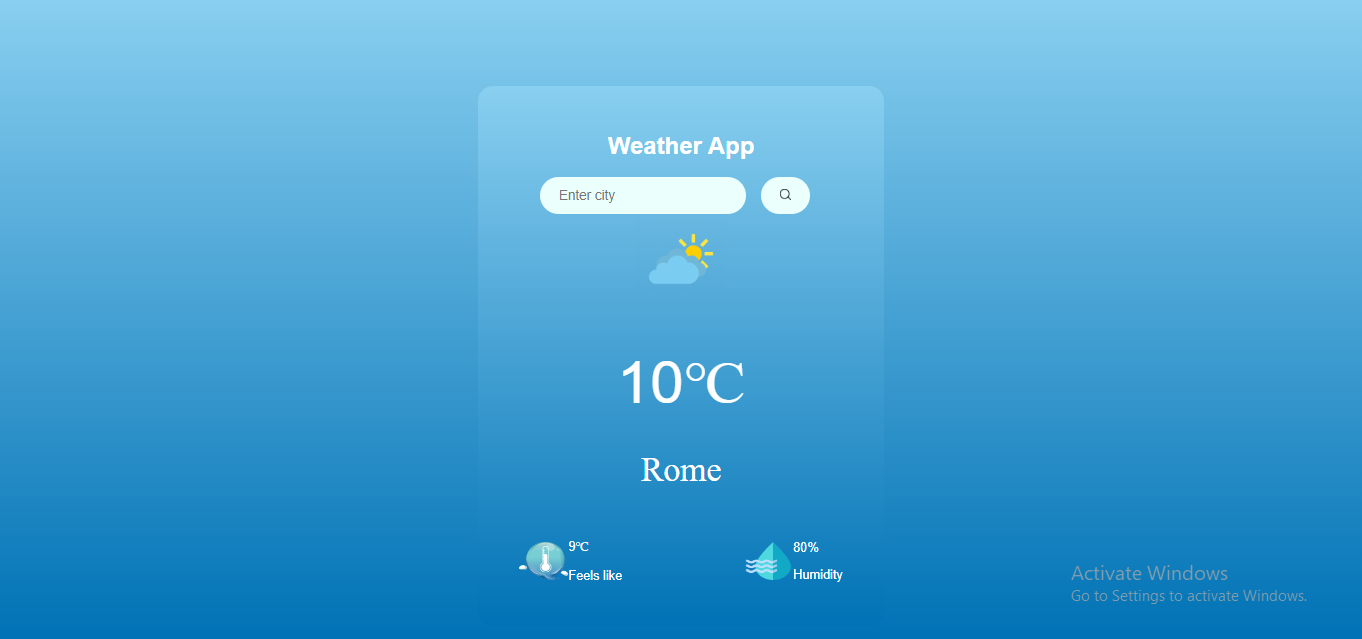 Weather App
Enter city
10℃
Rome
9℃
Feels like
80%
Humidity
Activate Windows
Go to Settings to activate Windows.